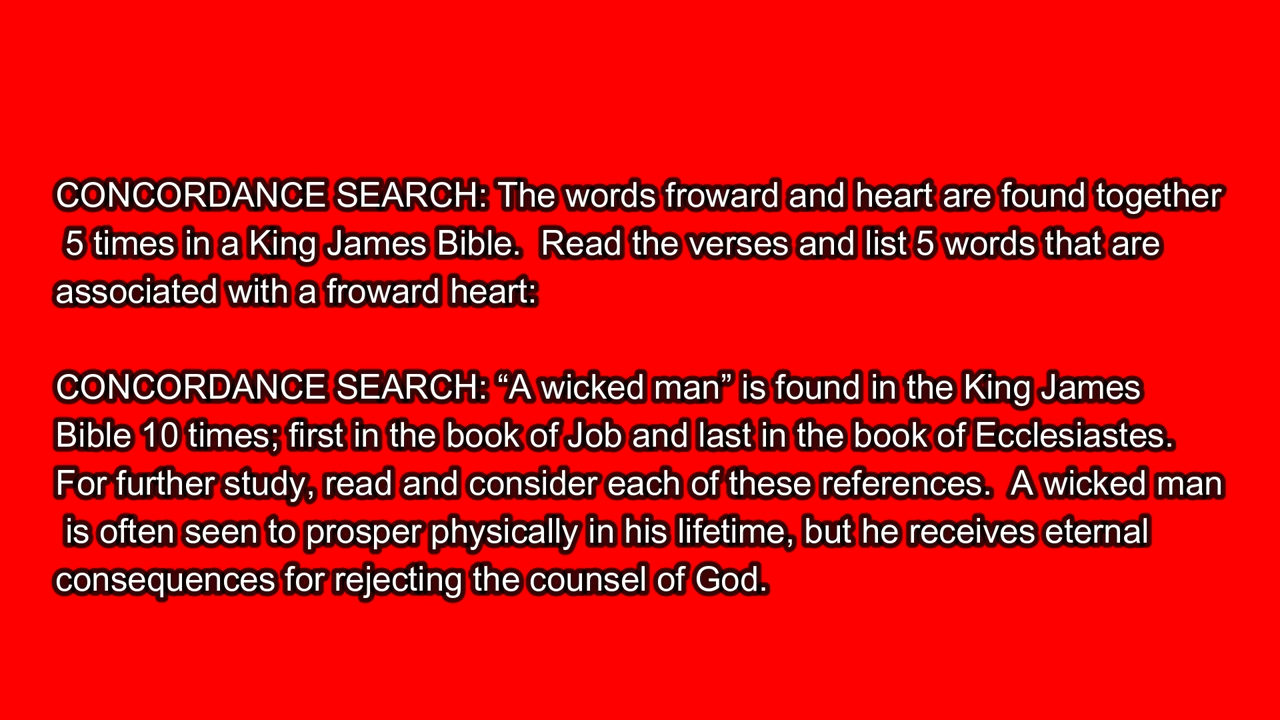 CONCORDANCE SEARCH: The words froward and heart are found together
5 times in a King James Bible.  Read the verses and list 5 words that are
associated with a froward heart:
CONCORDANCE SEARCH: “A wicked man” is found in the King James
Bible 10 times; first in the book of Job and last in the book of Ecclesiastes.
For further study, read and consider each of these references.  A wicked man
is often seen to prosper physically in his lifetime, but he receives eternal
consequences for rejecting the counsel of God.